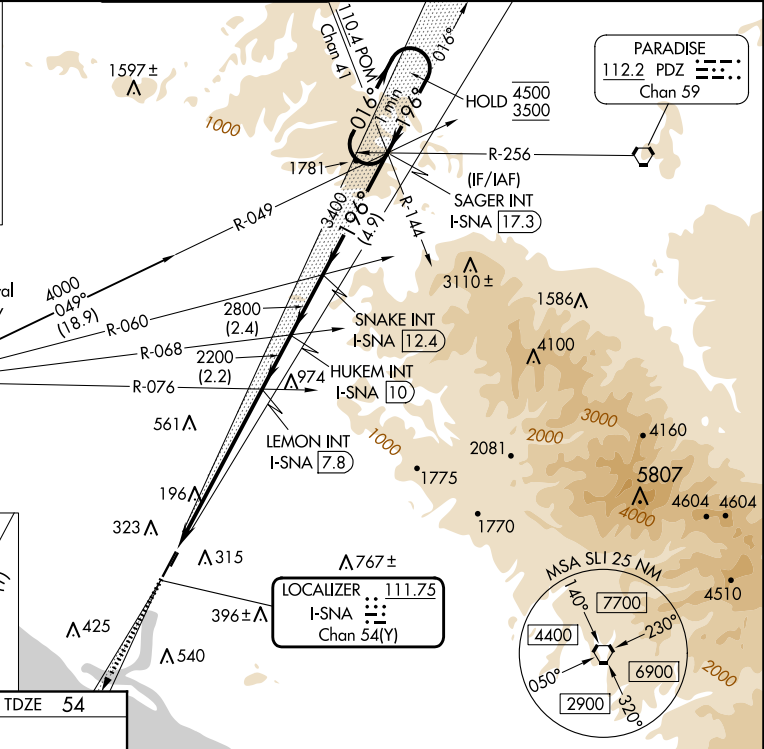 110.4 POM
Chan 41
016°
PARADISE
112.2 PDZ
Chan 59
1597±
HOLD 4500
3500
1 min
016°
196°
1000
R-256
1781
(IF/IAF)
SAGER INT
I-SNA 17.3
R-049
3400
196°
(4.9)
R-144
3110±
1586
4000
049°
(18.9)
R-060
2800
(2.4)
SNAKE INT
I-SNA 12.4
4100
R-068
2200
(2.2)
HUKEM INT
I-SNA 10
R-076
974
561
LEMON INT
I-SNA 7.8
1000
2000
3000
2081
4160
1775
5807
196
4604
4604
4000
1770
323
315
767±
MSA SLI 25 NM
4510
LOCALIZER 111.75
I-SNA
Chan 54(Y)
140°
7700
230°
4400
396±
425
050°
6900
540
2900
320°
2000
TDZE 54